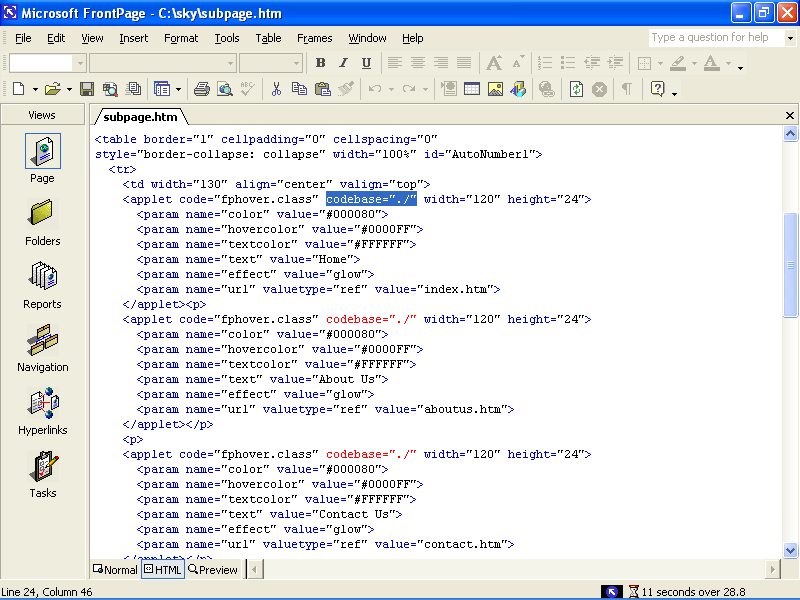 Microsoft FrontPage - C:\sky\subpage.htm
File Edit View Insert Format Tools Table Frames Window Help Type a question for help
B I U A A A
ABC ¶ ?
Views
subpage.htm
Page
Folders
Reports
Navigation
Hyperlinks
Tasks
<table border="1" cellpadding="0" cellspacing="0"
style="border-collapse: collapse" width="100%" id="AutoNumber1">
<tr>
<td width="130" align="center" valign="top">
<applet code="fphover.class" codebase="./" width="120" height="24">
<param name="color" value="#000080">
<param name="hovercolor" value="#0000FF">
<param name="textcolor" value="#FFFFFF">
<param name="text" value="Home">
<param name="effect" value="glow">
<param name="url" valuetype="ref" value="index.htm">
</applet><p>
<applet code="fphover.class" codebase="./" width="120" height="24">
<param name="color" value="#000080">
<param name="hovercolor" value="#0000FF">
<param name="textcolor" value="#FFFFFF">
<param name="text" value="About Us">
<param name="effect" value="glow">
<param name="url" valuetype="ref" value="aboutus.htm">
</applet></p>
<p>
<applet code="fphover.class" codebase="./" width="120" height="24">
<param name="color" value="#000080">
<param name="hovercolor" value="#0000FF">
<param name="textcolor" value="#FFFFFF">
<param name="text" value="Contact Us">
<param name="effect" value="glow">
<param name="url" valuetype="ref" value="contact.htm">
</applet></p>
Normal HTML Preview
Line 24, Column 46
11 seconds over 28.8